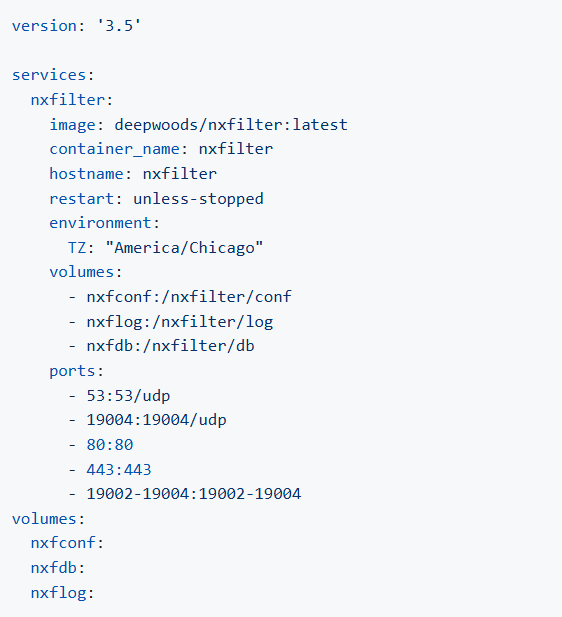 version: '3.5'

services:
  nxfilter:
    image: deepwoods/nxfilter:latest
    container_name: nxfilter
    hostname: nxfilter
    restart: unless-stopped
    environment:
      TZ: "America/Chicago"
    volumes:
      - nxfconf:/nxfilter/conf
      - nxflog:/nxfilter/log
      - nxfdb:/nxfilter/db
    ports:
      - 53:53/udp
      - 19004:19004/udp
      - 80:80
      - 443:443
      - 19002-19004:19002-19004
volumes:
  nxfconf:
  nxfdb:
  nxflog: